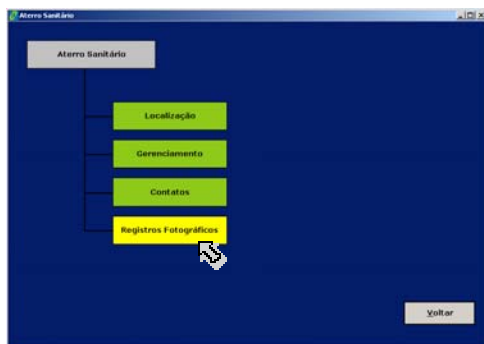 Aterro Sanitário
Aterro Sanitário
Localização
Gerenciamento
Contatos
Registros Fotográficos
Voltar